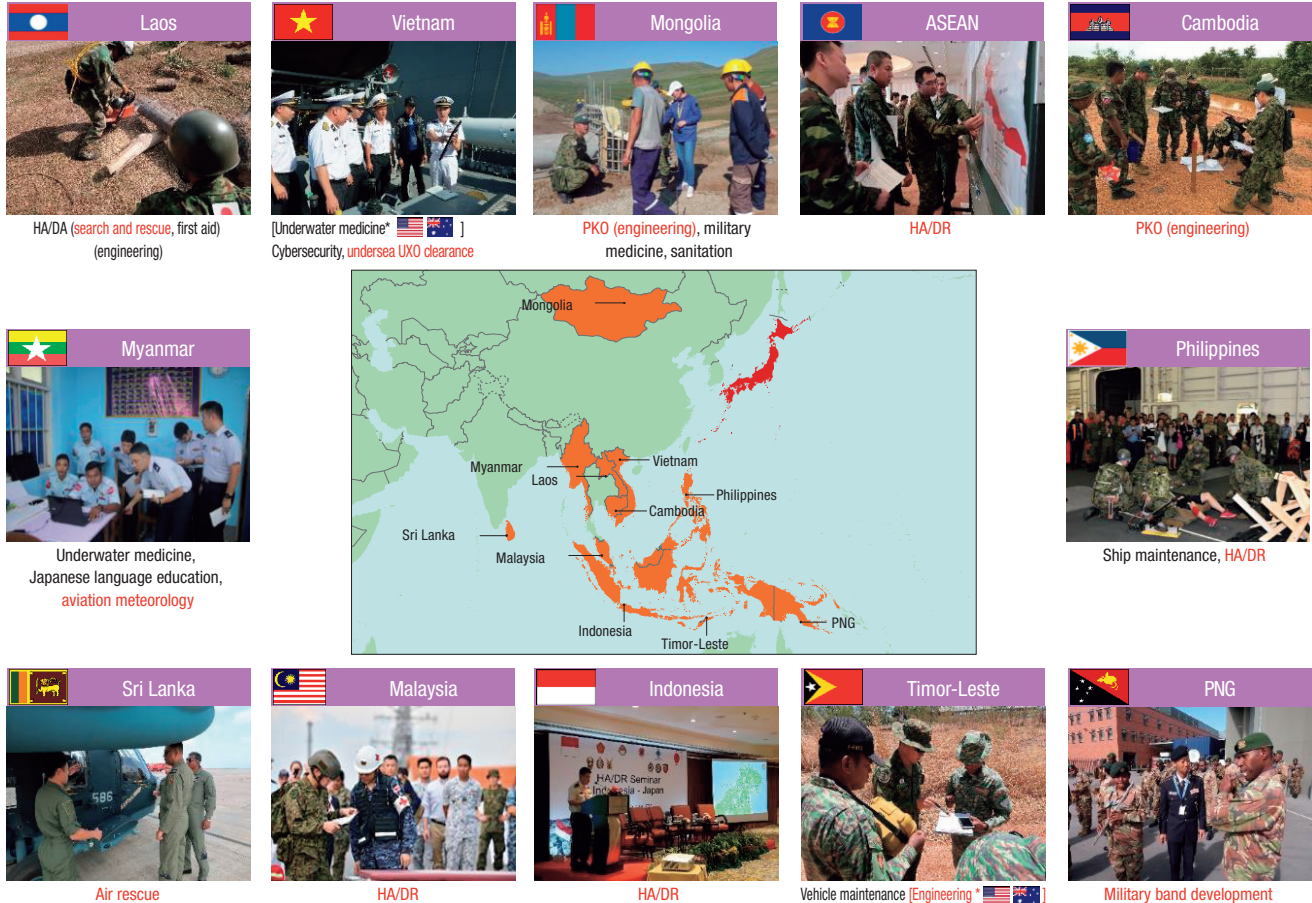 Laos
Vietnam
Mongolia
ASEAN
Cambodia
HA/DA (search and rescue, first aid)
(engineering)
[Underwater medicine* ]
Cybersecurity, undersea UXO clearance
PKO (engineering), military
medicine, sanitation
HA/DR
PKO (engineering)
Myanmar
Underwater medicine,
Japanese language education,
aviation meteorology
Mongolia
Myanmar
Laos
Vietnam
Philippines
Cambodia
Sri Lanka
Malaysia
Indonesia
Timor-Leste
PNG
Philippines
Ship maintenance, HA/DR
Sri Lanka
Malaysia
Indonesia
Timor-Leste
PNG
586
HA/DR Seminar
Indonesia - Japan
Air rescue
HA/DR
HA/DR
Vehicle maintenance [Engineering * ]
Military band development